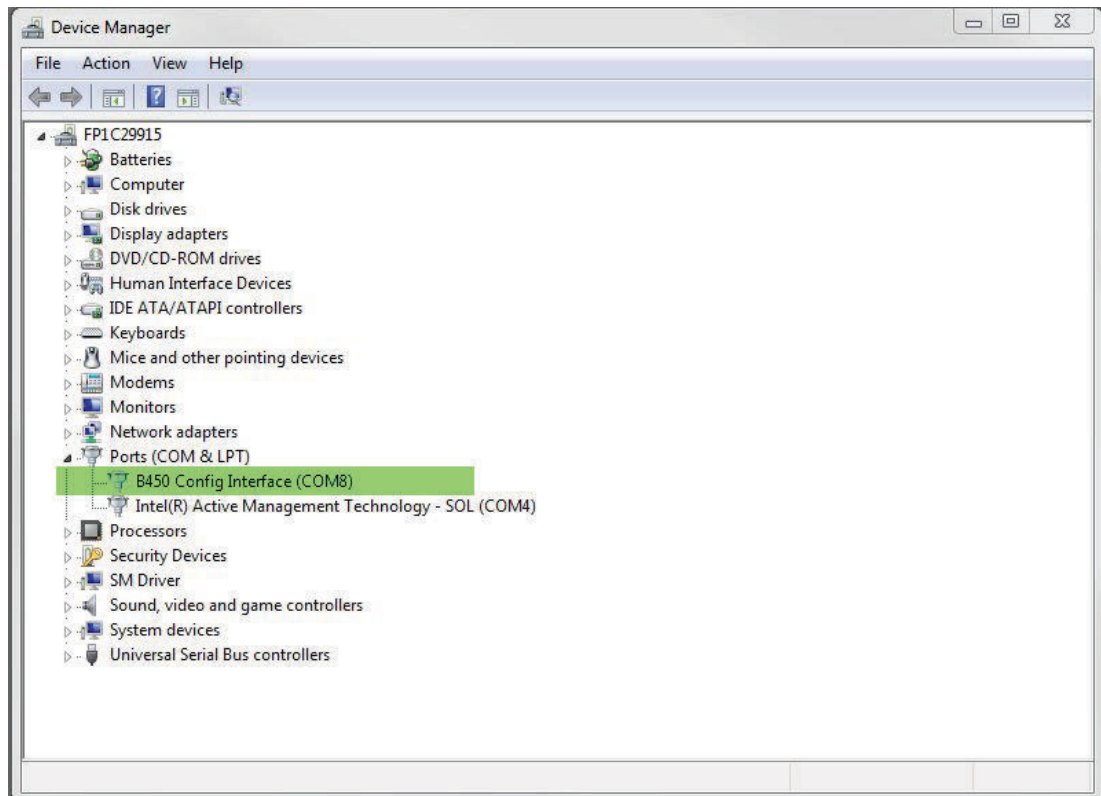 Device Manager
File Action View Help
FP1C29915
Batteries
Computer
Disk drives
Display adapters
DVD/CD-ROM drives
Human Interface Devices
IDE ATA/ATAPI controllers
Keyboards
Mice and other pointing devices
Modems
Monitors
Network adapters
Ports (COM & LPT)
B450 Config Interface (COM8)
Intel(R) Active Management Technology - SOL (COM4)
Processors
Security Devices
SM Driver
Sound, video and game controllers
System devices
Universal Serial Bus controllers